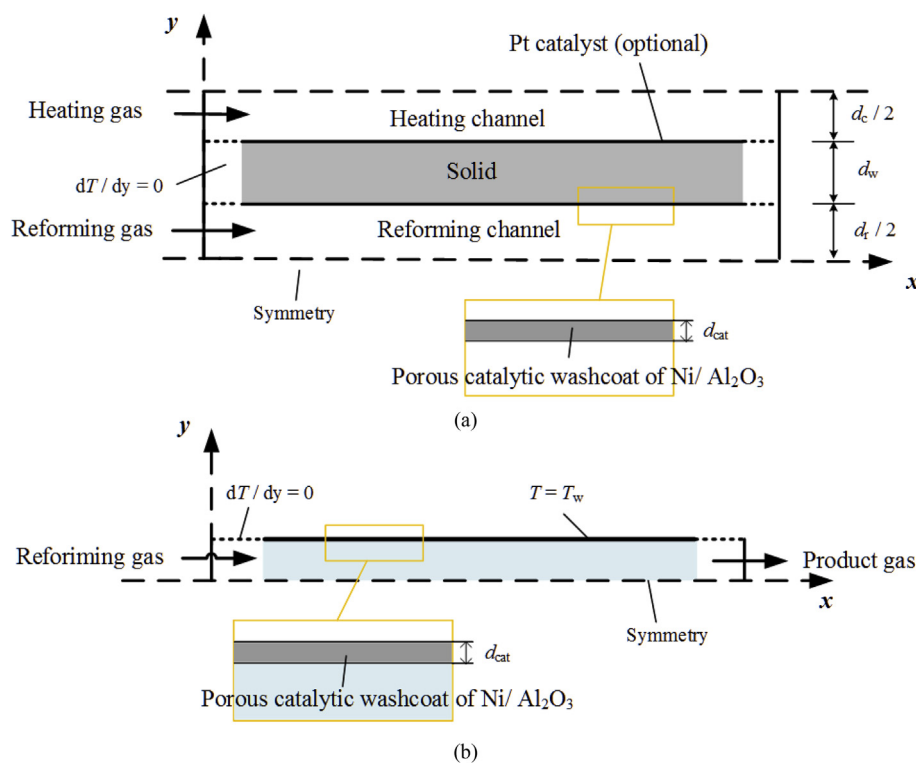 y
Pt catalyst (optional)
Heating gas
Heating channel
d_c / 2
Solid
d_w
dT / dy = 0
Reforming gas
Reforming channel
d_r / 2
x
Symmetry
d_cat
Porous catalytic washcoat of Ni/ Al₂O₃
(a)
y
dT / dy = 0
T = T_w
Reforiming gas
Product gas
x
Symmetry
d_cat
Porous catalytic washcoat of Ni/ Al₂O₃
(b)